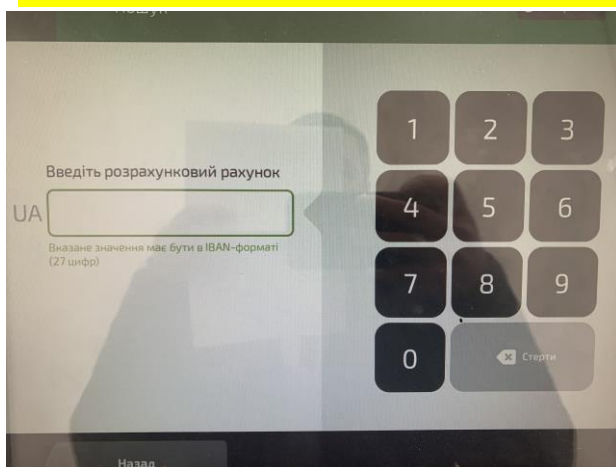 Пошук
Введіть розрахунковий рахунок
UA
Вказане значення має бути в IBAN-форматі
(27 цифр)
1 2 3
4 5 6
7 8 9
0 Стерти
Назад